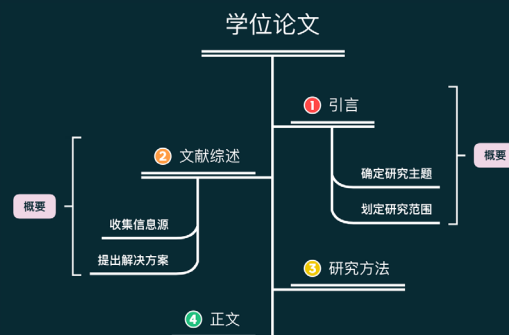 学位论文
1 引言
概要
确定研究主题
划定研究范围
2 文献综述
概要
收集信息源
提出解决方案
3 研究方法
4 正文